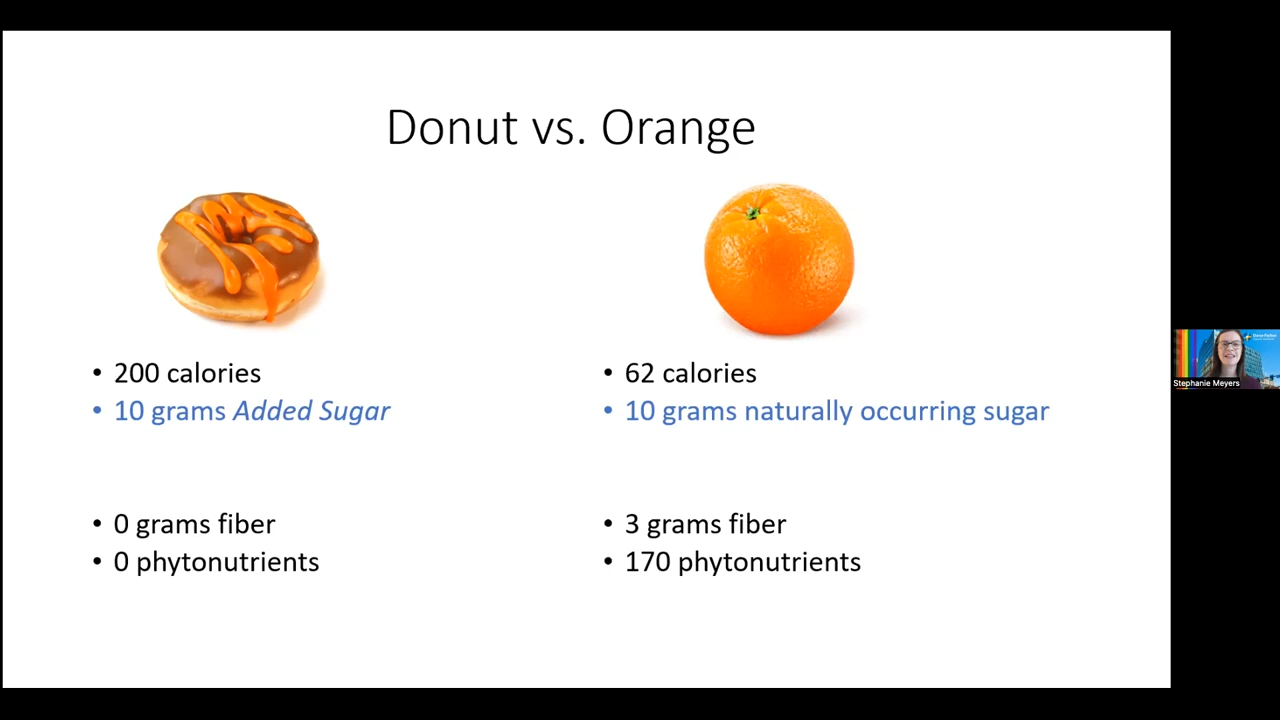 Donut vs. Orange
• 200 calories
• 10 grams Added Sugar
• 0 grams fiber
• 0 phytonutrients
• 62 calories
• 10 grams naturally occurring sugar
• 3 grams fiber
• 170 phytonutrients
Stephanie Meyers